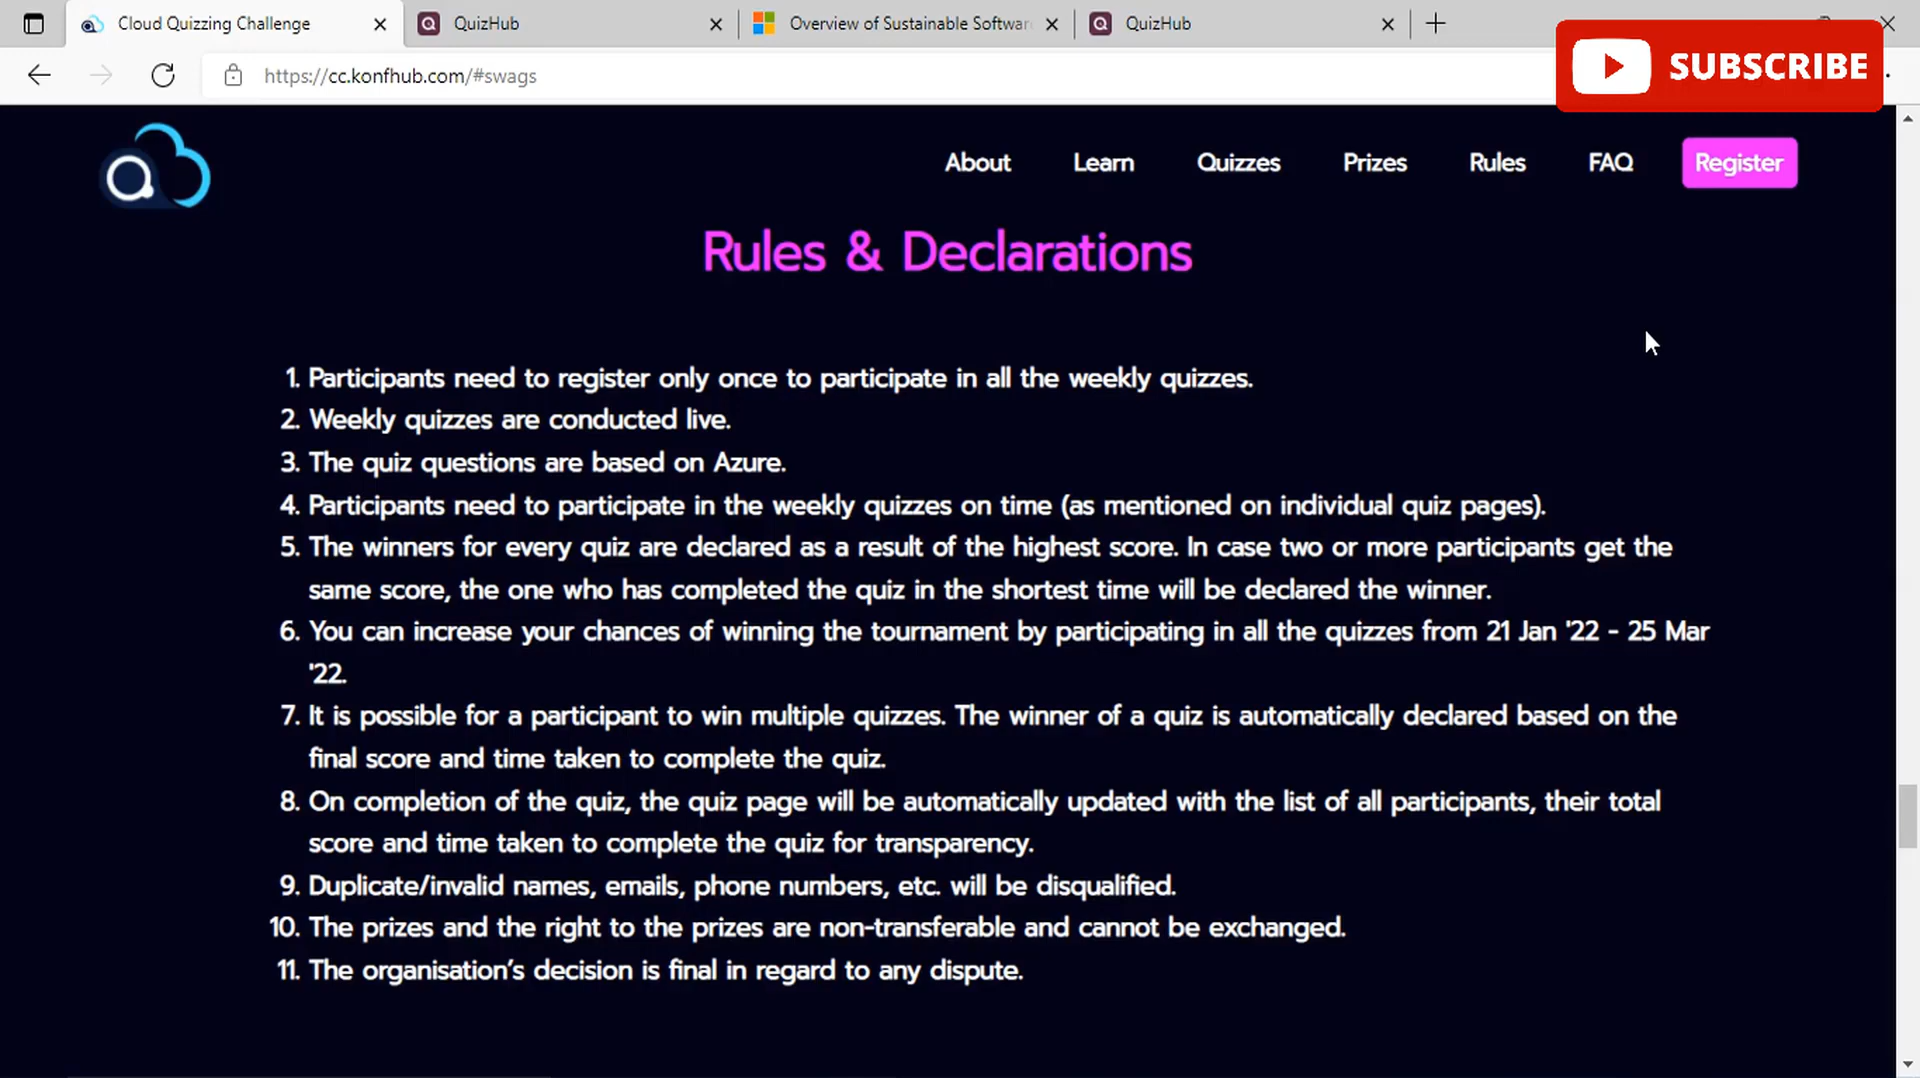 Cloud Quizzing Challenge
QuizHub
Overview of Sustainable Softwar
QuizHub
https://cc.konfhub.com/#swags
SUBSCRIBE
About
Learn
Quizzes
Prizes
Rules
FAQ
Register
Rules & Declarations
1. Participants need to register only once to participate in all the weekly quizzes.
2. Weekly quizzes are conducted live.
3. The quiz questions are based on Azure.
4. Participants need to participate in the weekly quizzes on time (as mentioned on individual quiz pages).
5. The winners for every quiz are declared as a result of the highest score. In case two or more participants get the
same score, the one who has completed the quiz in the shortest time will be declared the winner.
6. You can increase your chances of winning the tournament by participating in all the quizzes from 21 Jan '22 - 25 Mar
'22.
7. It is possible for a participant to win multiple quizzes. The winner of a quiz is automatically declared based on the
final score and time taken to complete the quiz.
8. On completion of the quiz, the quiz page will be automatically updated with the list of all participants, their total
score and time taken to complete the quiz for transparency.
9. Duplicate/invalid names, emails, phone numbers, etc. will be disqualified.
10. The prizes and the right to the prizes are non-transferable and cannot be exchanged.
11. The organisation's decision is final in regard to any dispute.